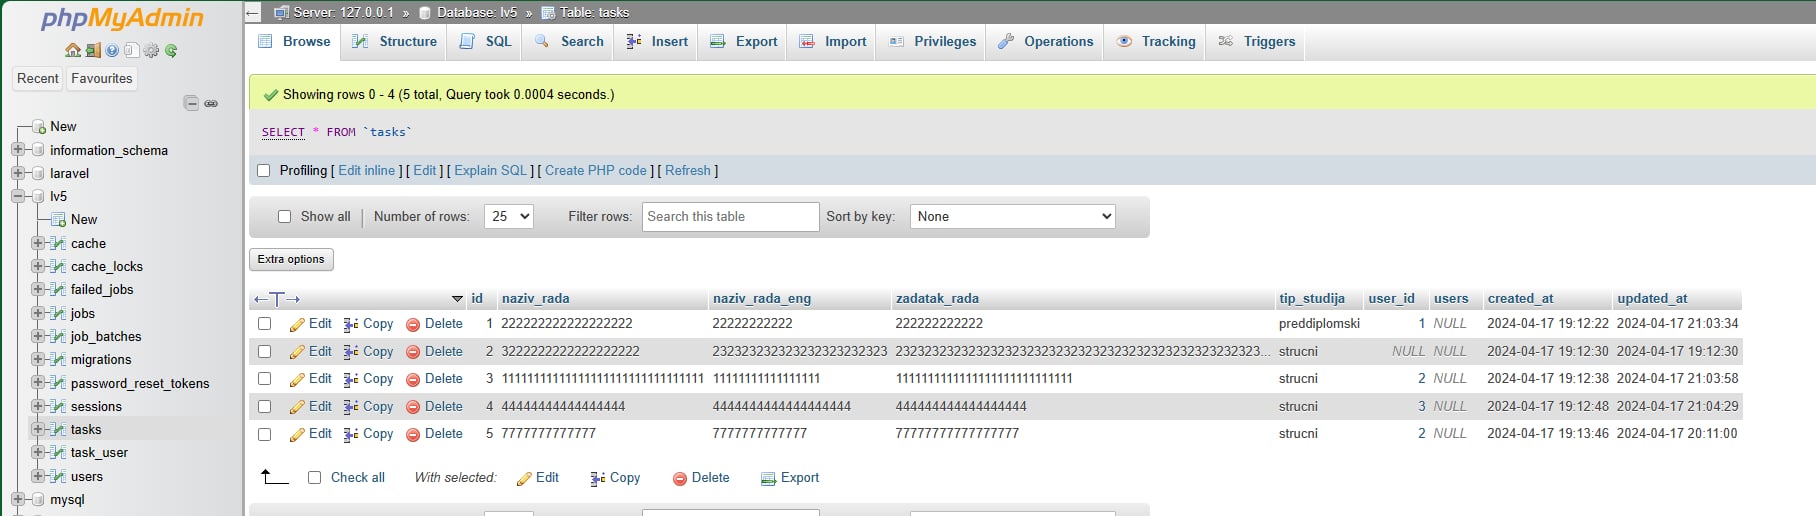 phpMyAdmin
Server: 127.0.0.1 » Database: lv5 » Table: tasks
Browse Structure SQL Search Insert Export Import Privileges Operations Tracking Triggers
Recent Favourites
New
information_schema
laravel
lv5
New
cache
cache_locks
failed_jobs
jobs
job_batches
migrations
password_reset_tokens
sessions
tasks
task_user
users
mysql
Showing rows 0 - 4 (5 total, Query took 0.0004 seconds.)
SELECT * FROM `tasks`
Profiling [ Edit inline ] [ Edit ] [ Explain SQL ] [ Create PHP code ] [ Refresh ]
Show all Number of rows: 25 Filter rows: Search this table Sort by key: None
Extra options
id naziv_rada naziv_rada_eng zadatak_rada tip_studija user_id users created_at updated_at
Edit Copy Delete 1 222222222222222222 22222222222 222222222222 preddiplomski 1 NULL 2024-04-17 19:12:22 2024-04-17 21:03:34
Edit Copy Delete 2 3222222222222222222 strucni NULL NULL 2024-04-17 19:12:30 2024-04-17 19:12:30
Edit Copy Delete 3 strucni 2 NULL 2024-04-17 19:12:38 2024-04-17 21:03:58
Edit Copy Delete 4 44444444444444444 4444444444444444444 444444444444444444 strucni 3 NULL 2024-04-17 19:12:48 2024-04-17 21:04:29
Edit Copy Delete 5 7777777777777 7777777777777 77777777777777777 strucni 2 NULL 2024-04-17 19:13:46 2024-04-17 20:11:00
Check all With selected: Edit Copy Delete Export